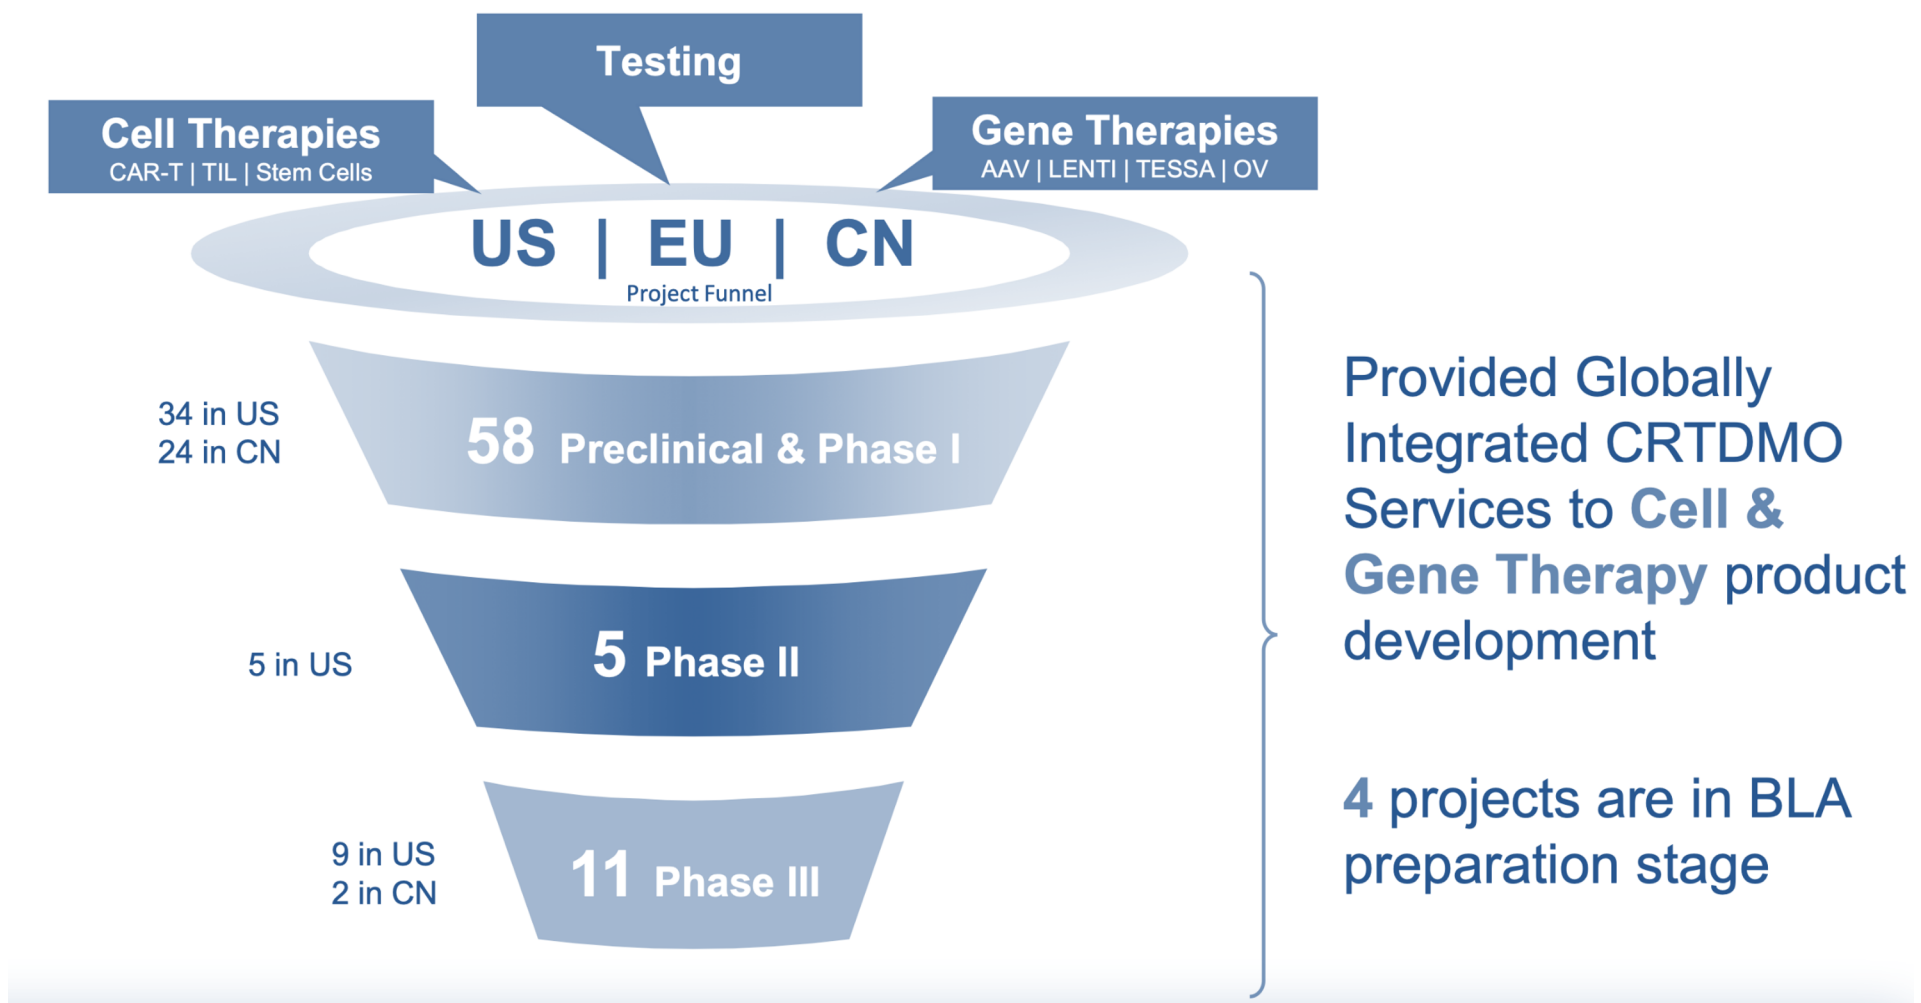 Testing
Cell Therapies
CAR-T | TIL | Stem Cells
Gene Therapies
AAV | LENTI | TESSA | OV
US | EU | CN
Project Funnel
34 in US
24 in CN
58 Preclinical & Phase I
5 in US
5 Phase II
9 in US
2 in CN
11 Phase III
Provided Globally
Integrated CRTDMO
Services to Cell &
Gene Therapy product
development
4 projects are in BLA
preparation stage